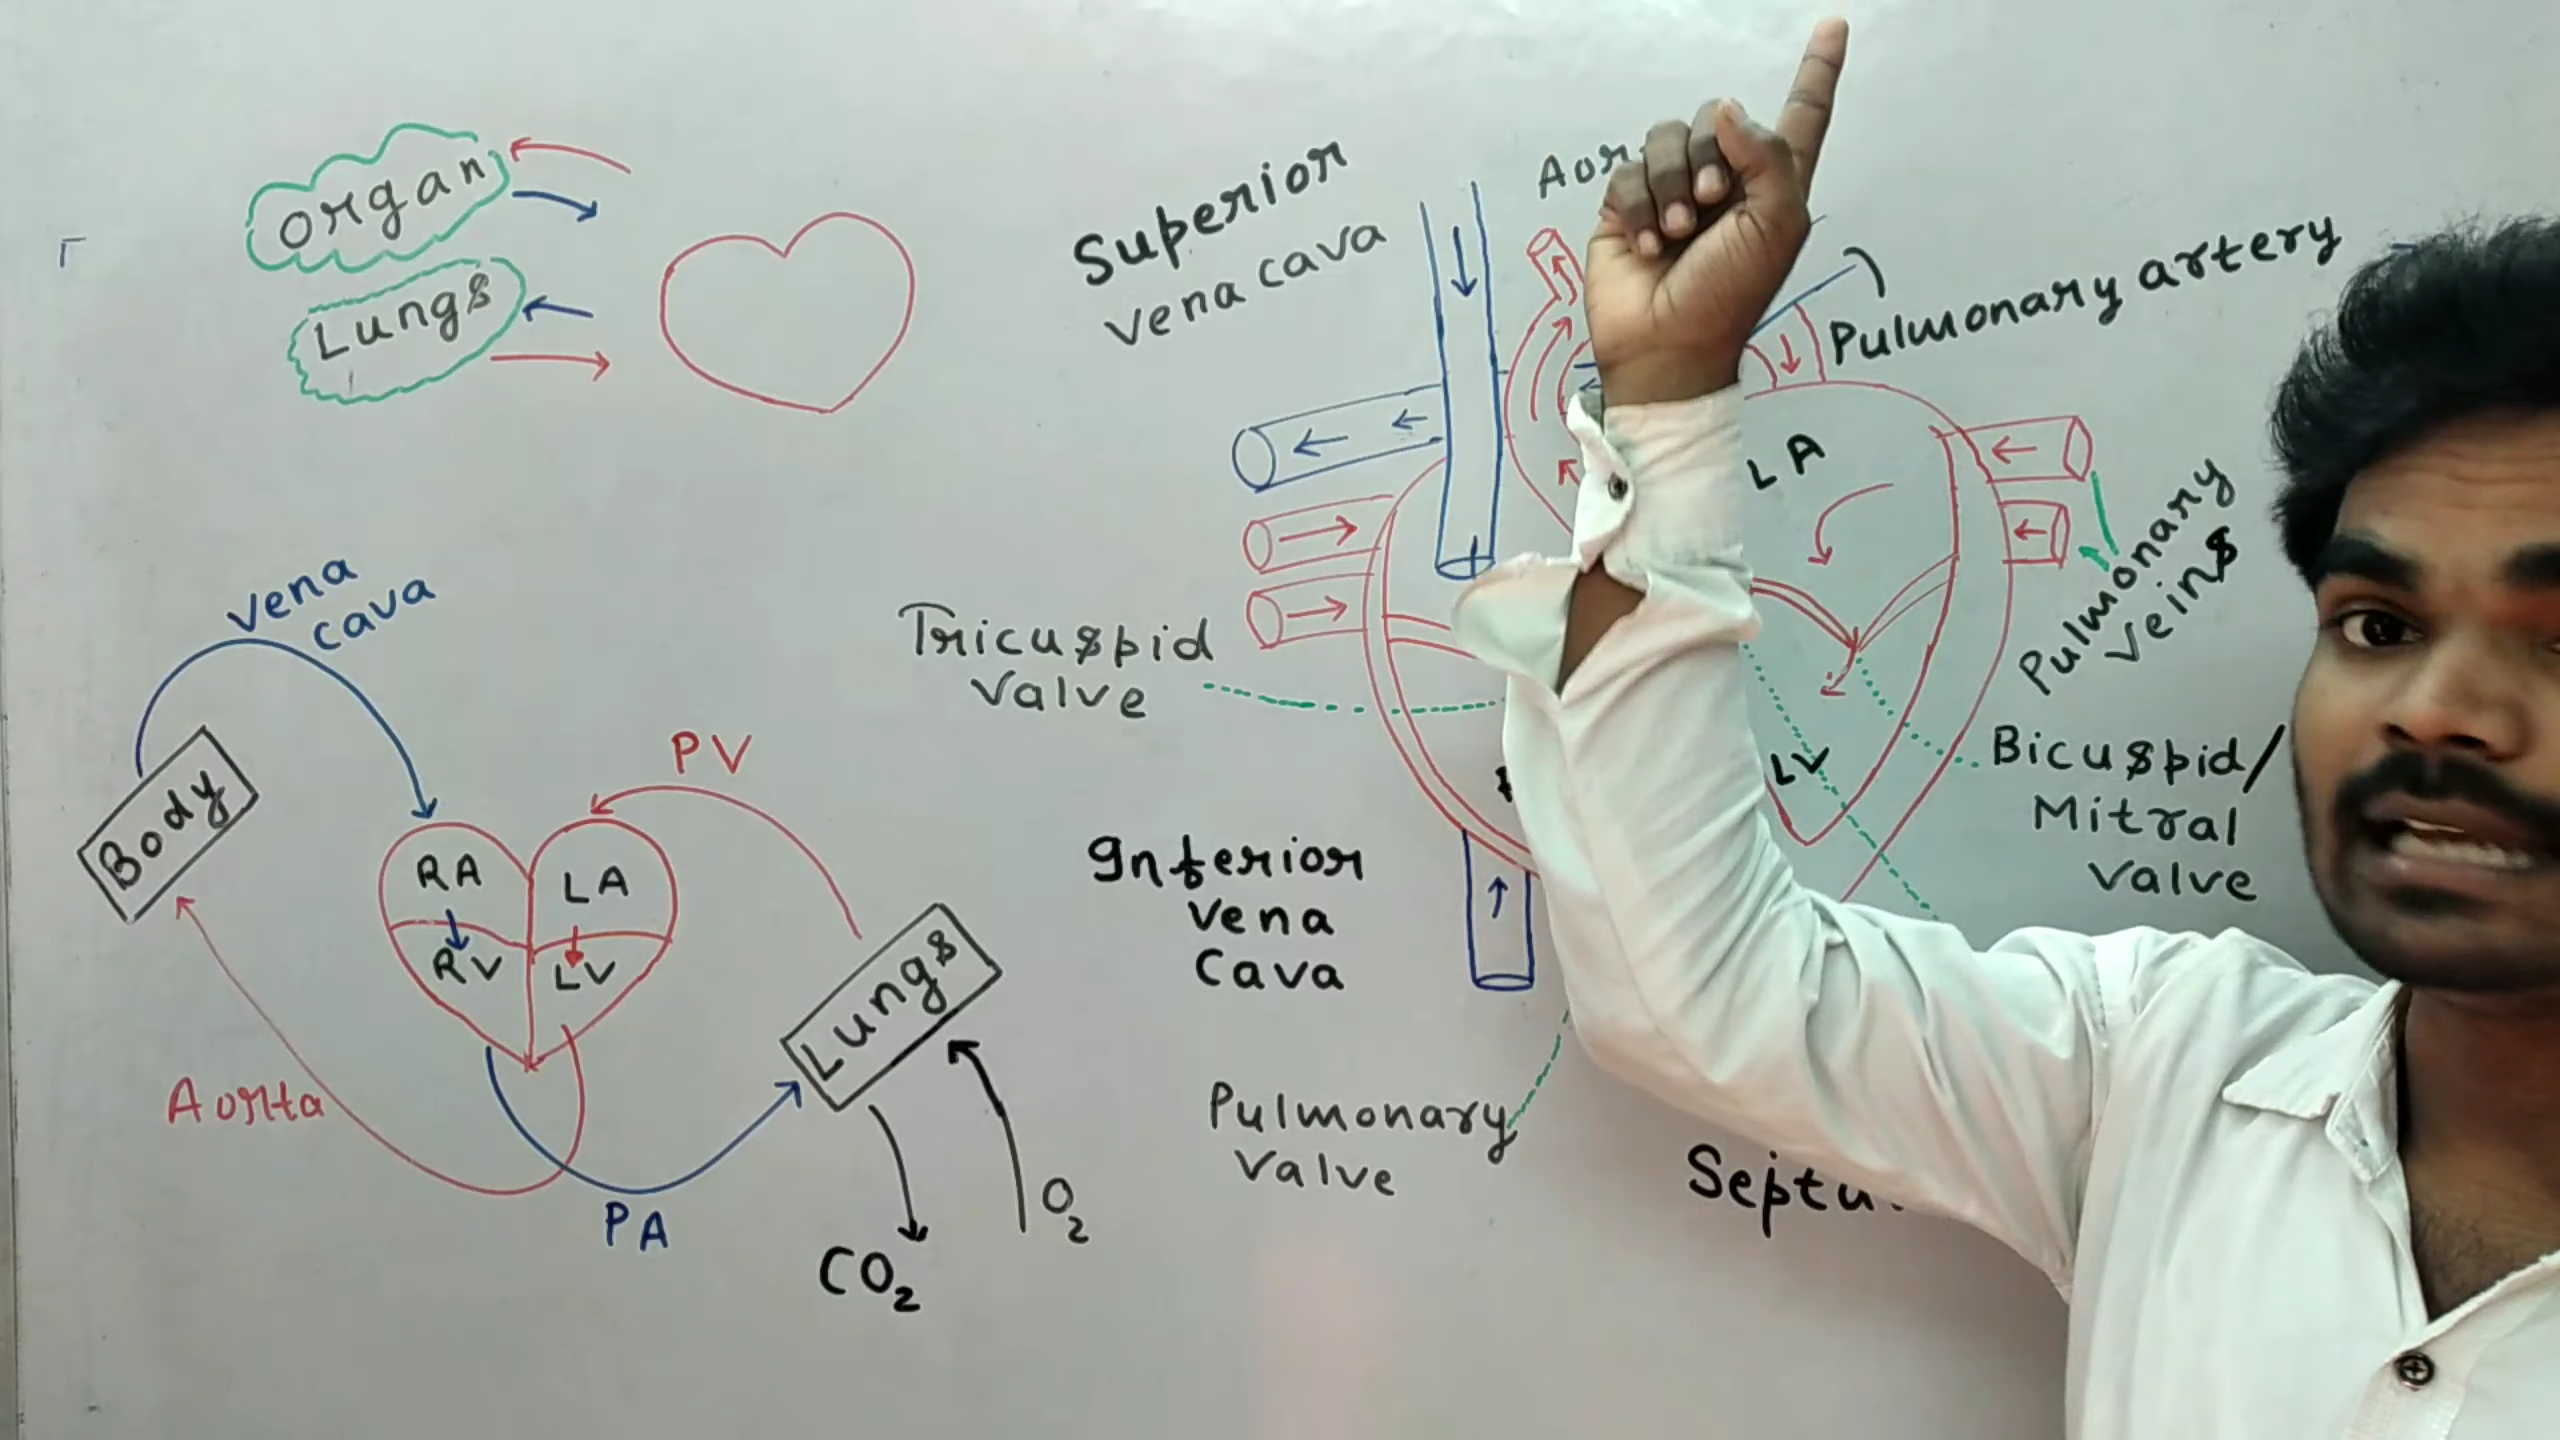 Organ
Lungs
Vena
cava
Body
PV
RA
LA
RV
LV
Lungs
Aorta
PA
CO2
O2
Superior
Vena cava
Pulmonary artery
LA
Pulmonary
Veins
Tricuspid
Valve
LV
Bicuspid/
Mitral
Valve
Inferior
Vena
Cava
Pulmonary
Valve